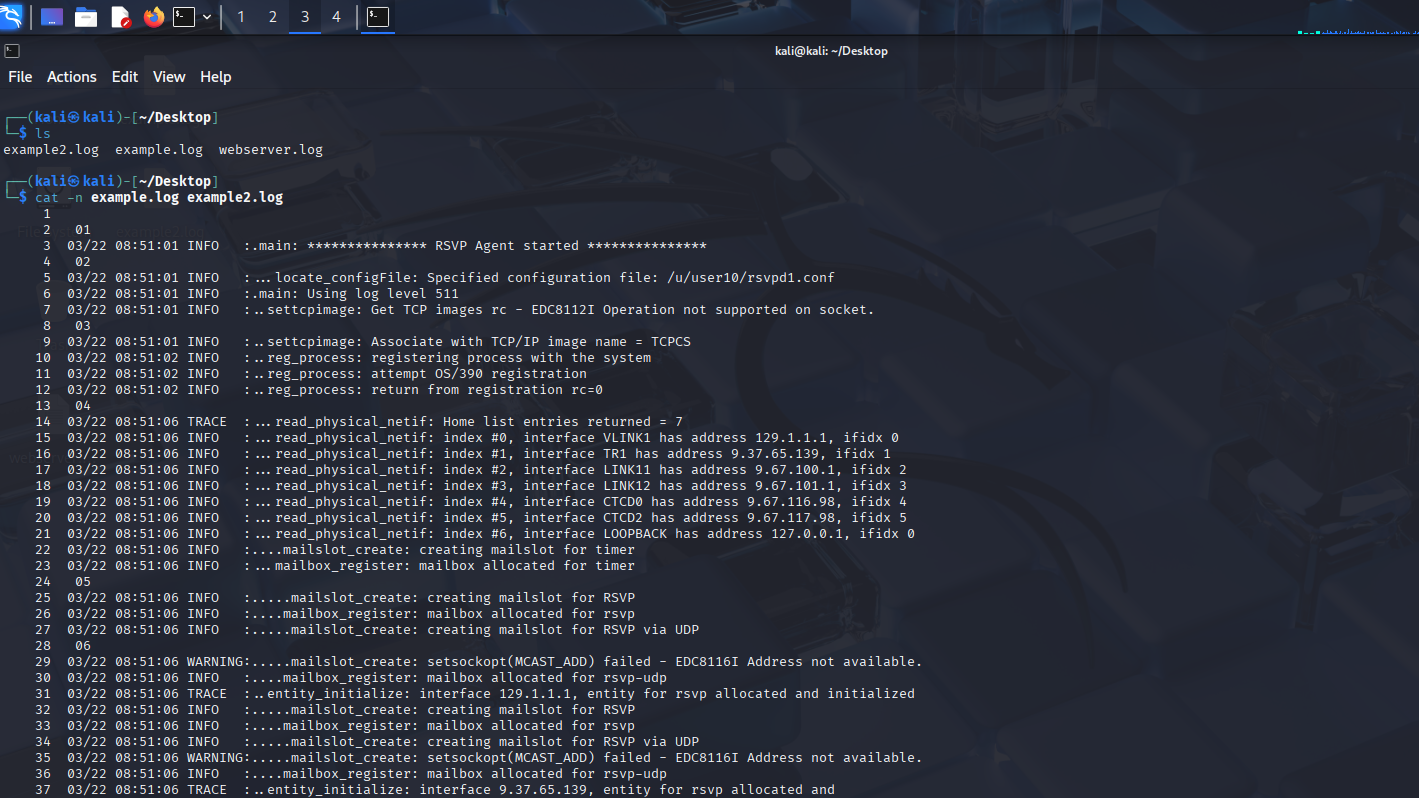 1 2 3 4
kali@kali: ~/Desktop
File Actions Edit View Help
┌──(kali㉿kali)-[~/Desktop]
└─$ ls
example2.log example.log webserver.log
┌──(kali㉿kali)-[~/Desktop]
└─$ cat -n example.log example2.log
1
2 01
3 03/22 08:51:01 INFO :.main: *************** RSVP Agent started ***************
4 02
5 03/22 08:51:01 INFO :...locate_configFile: Specified configuration file: /u/user10/rsvpd1.conf
6 03/22 08:51:01 INFO :.main: Using log level 511
7 03/22 08:51:01 INFO :..settcpimage: Get TCP images rc - EDC8112I Operation not supported on socket.
8 03
9 03/22 08:51:01 INFO :..settcpimage: Associate with TCP/IP image name = TCPCS
10 03/22 08:51:02 INFO :..reg_process: registering process with the system
11 03/22 08:51:02 INFO :..reg_process: attempt OS/390 registration
12 03/22 08:51:02 INFO :..reg_process: return from registration rc=0
13 04
14 03/22 08:51:06 TRACE :...read_physical_netif: Home list entries returned = 7
15 03/22 08:51:06 INFO :...read_physical_netif: index #0, interface VLINK1 has address 129.1.1.1, ifidx 0
16 03/22 08:51:06 INFO :...read_physical_netif: index #1, interface TR1 has address 9.37.65.139, ifidx 1
17 03/22 08:51:06 INFO :...read_physical_netif: index #2, interface LINK11 has address 9.67.100.1, ifidx 2
18 03/22 08:51:06 INFO :...read_physical_netif: index #3, interface LINK12 has address 9.67.101.1, ifidx 3
19 03/22 08:51:06 INFO :...read_physical_netif: index #4, interface CTCD0 has address 9.67.116.98, ifidx 4
20 03/22 08:51:06 INFO :...read_physical_netif: index #5, interface CTCD2 has address 9.67.117.98, ifidx 5
21 03/22 08:51:06 INFO :...read_physical_netif: index #6, interface LOOPBACK has address 127.0.0.1, ifidx 0
22 03/22 08:51:06 INFO :....mailslot_create: creating mailslot for timer
23 03/22 08:51:06 INFO :...mailbox_register: mailbox allocated for timer
24 05
25 03/22 08:51:06 INFO :.....mailslot_create: creating mailslot for RSVP
26 03/22 08:51:06 INFO :....mailbox_register: mailbox allocated for rsvp
27 03/22 08:51:06 INFO :.....mailslot_create: creating mailslot for RSVP via UDP
28 06
29 03/22 08:51:06 WARNING:.....mailslot_create: setsockopt(MCAST_ADD) failed - EDC8116I Address not available.
30 03/22 08:51:06 INFO :....mailbox_register: mailbox allocated for rsvp-udp
31 03/22 08:51:06 TRACE :..entity_initialize: interface 129.1.1.1, entity for rsvp allocated and initialized
32 03/22 08:51:06 INFO :.....mailslot_create: creating mailslot for RSVP
33 03/22 08:51:06 INFO :....mailbox_register: mailbox allocated for rsvp
34 03/22 08:51:06 INFO :.....mailslot_create: creating mailslot for RSVP via UDP
35 03/22 08:51:06 WARNING:.....mailslot_create: setsockopt(MCAST_ADD) failed - EDC8116I Address not available.
36 03/22 08:51:06 INFO :....mailbox_register: mailbox allocated for rsvp-udp
37 03/22 08:51:06 TRACE :..entity_initialize: interface 9.37.65.139, entity for rsvp allocated and